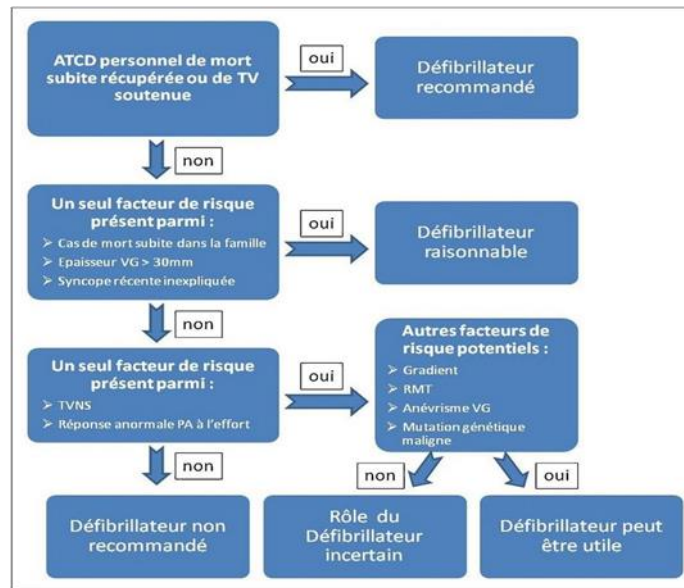 ATCD personnel de mort
subite récupérée ou de TV
soutenue
oui
Défibrillateur
recommandé
non
Un seul facteur de risque
présent parmi :
➢ Cas de mort subite dans la famille
➢ Epaisseur VG > 30mm
➢ Syncope récente inexpliquée
oui
Défibrillateur
raisonnable
non
Un seul facteur de risque
présent parmi :
➢ TVNS
➢ Réponse anormale PA à l'effort
oui
Autres facteurs de
risque potentiels :
➢ Gradient
➢ RMT
➢ Anévrisme VG
➢ Mutation génétique
maligne
non
non
oui
Défibrillateur non
recommandé
Rôle du
Défibrillateur
incertain
Défibrillateur peut
être utile